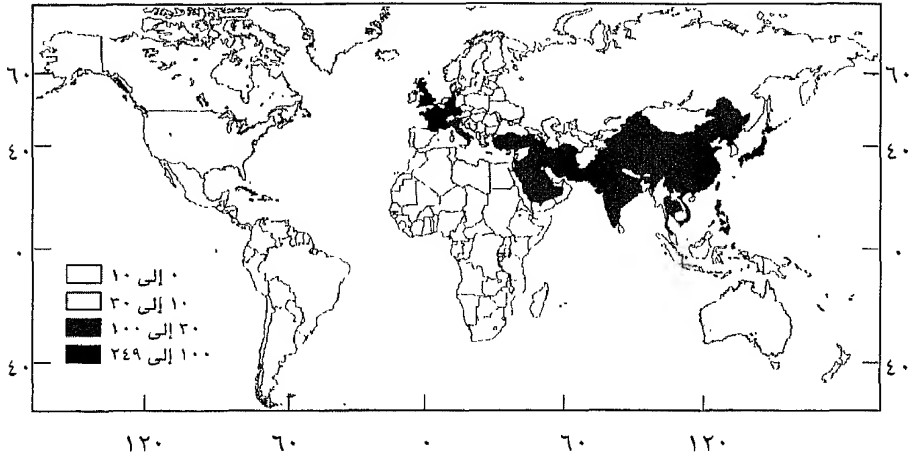 ٦٠ ٦٠
٤٠ ٤٠
٠ ٠
٠ إلى ١٠
١٠ إلى ٣٠
٣٠ إلى ١٠٠
١٠٠ إلى ٢٤٩
٤٠ ٤٠
١٢٠ ٦٠ ٠ ٦٠ ١٢٠